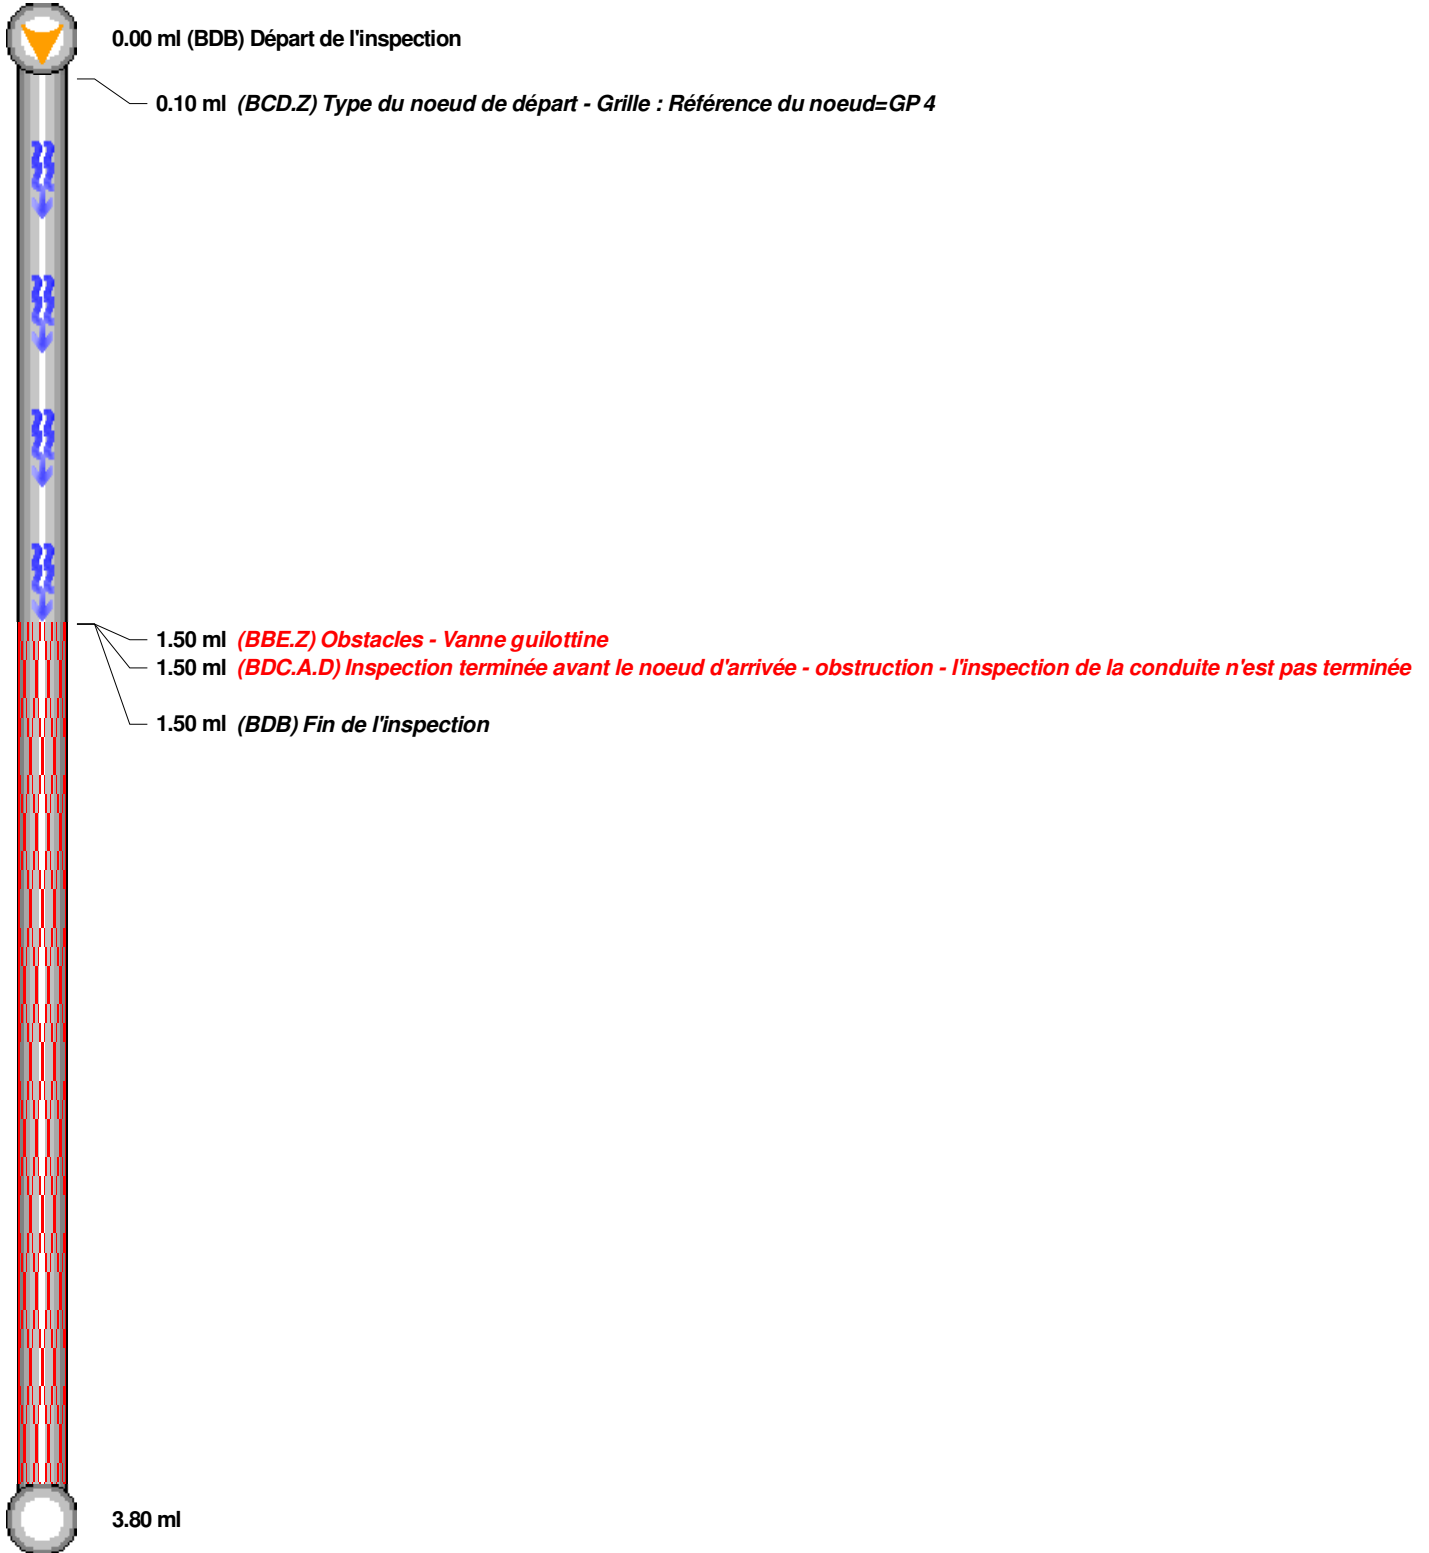 0.00 ml (BDB) Départ de l'inspection
0.10 ml (BCD.Z) Type du noeud de départ - Grille : Référence du noeud=GP 4
1.50 ml (BBE.Z) Obstacles - Vanne guilottine
1.50 ml (BDC.A.D) Inspection terminée avant le noeud d'arrivée - obstruction - l'inspection de la conduite n'est pas terminée
1.50 ml (BDB) Fin de l'inspection
3.80 ml